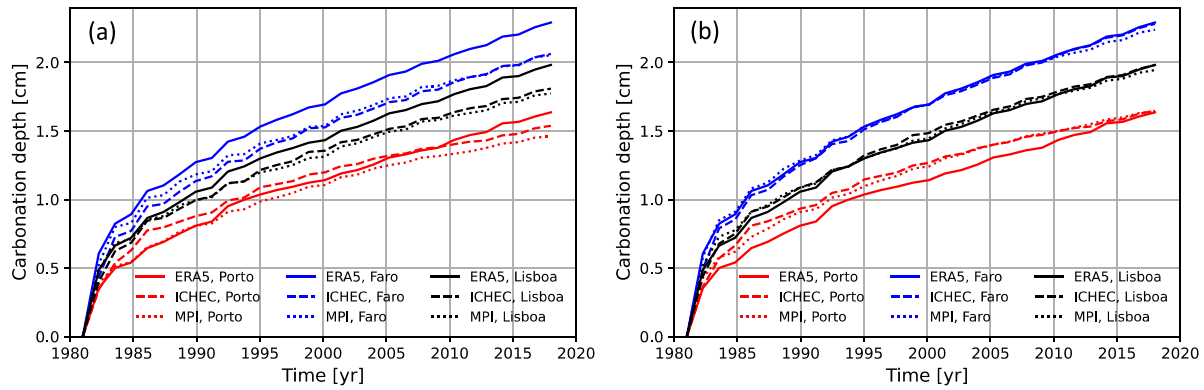 (a)
Carbonation depth [cm]
2.0
1.5
1.0
0.5
0.0
ERA5, Porto ERA5, Faro ERA5, Lisboa
ICHEC, Porto ICHEC, Faro ICHEC, Lisboa
MPI, Porto MPI, Faro MPI, Lisboa
1980 1985 1990 1995 2000 2005 2010 2015 2020
Time [yr]
(b)
Carbonation depth [cm]
2.0
1.5
1.0
0.5
0.0
ERA5, Porto ERA5, Faro ERA5, Lisboa
ICHEC, Porto ICHEC, Faro ICHEC, Lisboa
MPI, Porto MPI, Faro MPI, Lisboa
1980 1985 1990 1995 2000 2005 2010 2015 2020
Time [yr]